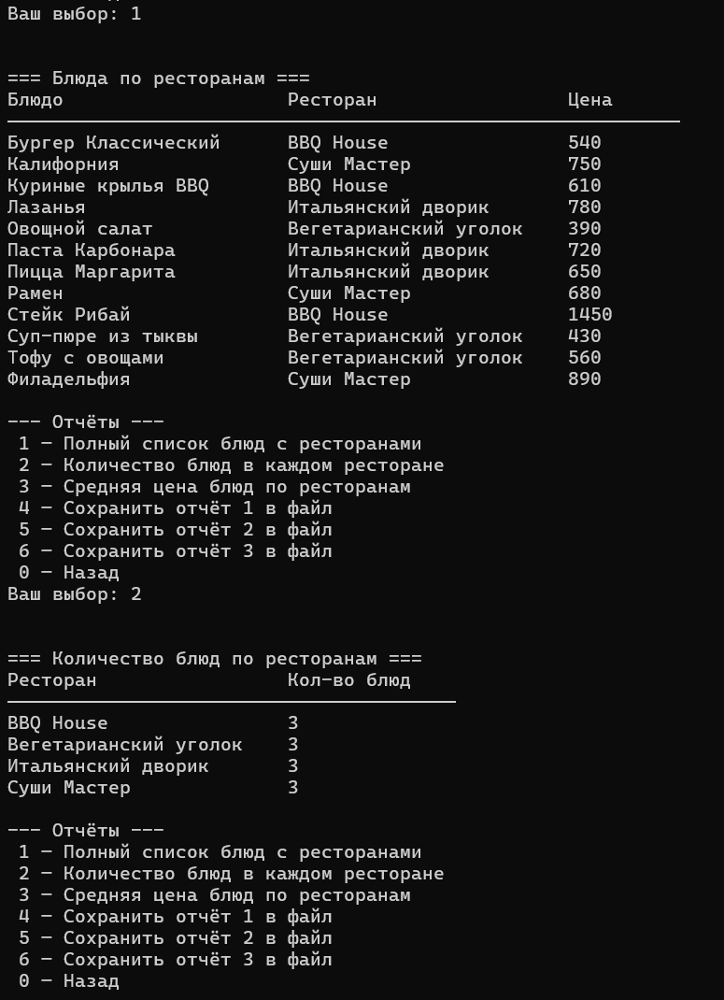 Ваш выбор: 1
=== Блюда по ресторанам ===
Блюдо Ресторан Цена
Бургер Классический BBQ House 540
Калифорния Суши Мастер 750
Куриные крылья BBQ BBQ House 610
Лазанья Итальянский дворик 780
Овощной салат Вегетарианский уголок 390
Паста Карбонара Итальянский дворик 720
Пицца Маргарита Итальянский дворик 650
Рамен Суши Мастер 680
Стейк Рибай BBQ House 1450
Суп-пюре из тыквы Вегетарианский уголок 430
Тофу с овощами Вегетарианский уголок 560
Филадельфия Суши Мастер 890
--- Отчёты ---
1 — Полный список блюд с ресторанами
2 — Количество блюд в каждом ресторане
3 — Средняя цена блюд по ресторанам
4 — Сохранить отчёт 1 в файл
5 — Сохранить отчёт 2 в файл
6 — Сохранить отчёт 3 в файл
0 — Назад
Ваш выбор: 2
=== Количество блюд по ресторанам ===
Ресторан Кол-во блюд
BBQ House 3
Вегетарианский уголок 3
Итальянский дворик 3
Суши Мастер 3
--- Отчёты ---
1 — Полный список блюд с ресторанами
2 — Количество блюд в каждом ресторане
3 — Средняя цена блюд по ресторанам
4 — Сохранить отчёт 1 в файл
5 — Сохранить отчёт 2 в файл
6 — Сохранить отчёт 3 в файл
0 — Назад